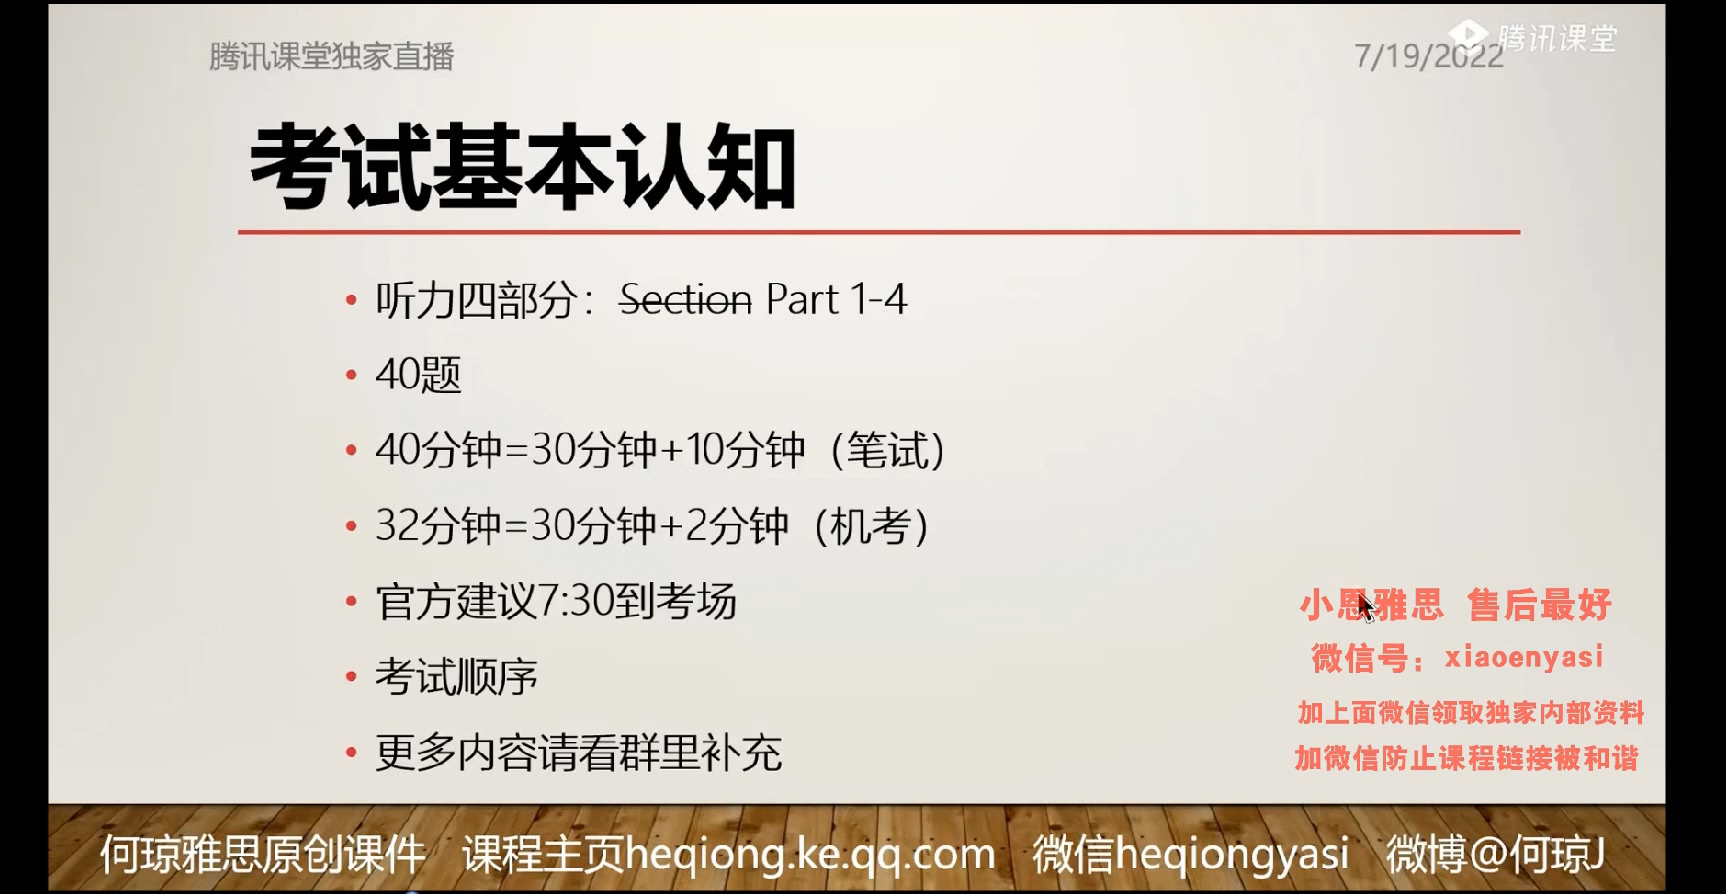 腾讯课堂独家直播
7/19/2022
腾讯课堂
考试基本认知
• 听力四部分：Section Part 1-4
• 40题
• 40分钟=30分钟+10分钟（笔试）
• 32分钟=30分钟+2分钟（机考）
• 官方建议7:30到考场
• 考试顺序
• 更多内容请看群里补充
小恩雅思 售后最好
微信号：xiaoenyasi
加上面微信领取独家内部资料
加微信防止课程链接被和谐
何琼雅思原创课件 课程主页heqiong.ke.qq.com 微信heqiongyasi 微博@何琼J